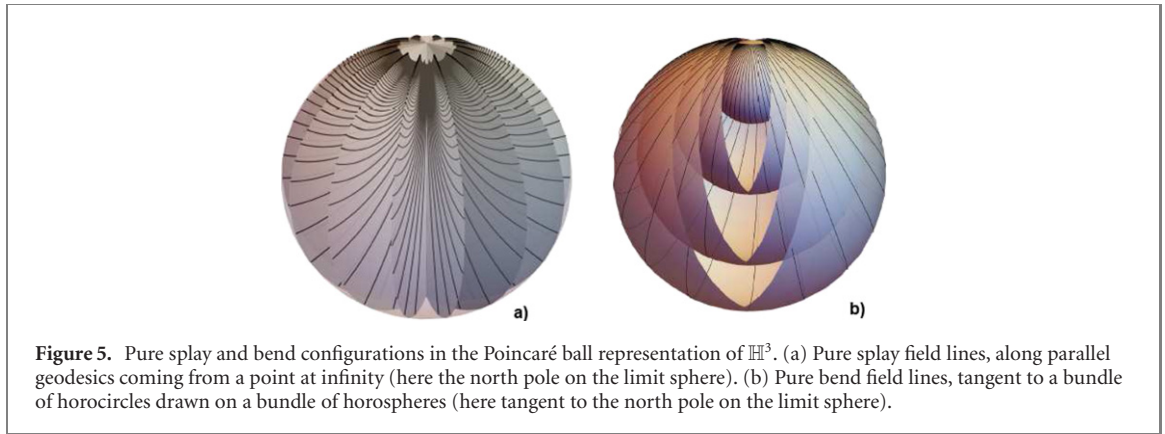 a)
b)
Figure 5. Pure splay and bend configurations in the Poincaré ball representation of ℍ³. (a) Pure splay field lines, along parallel
geodesics coming from a point at infinity (here the north pole on the limit sphere). (b) Pure bend field lines, tangent to a bundle
of horocircles drawn on a bundle of horospheres (here tangent to the north pole on the limit sphere).